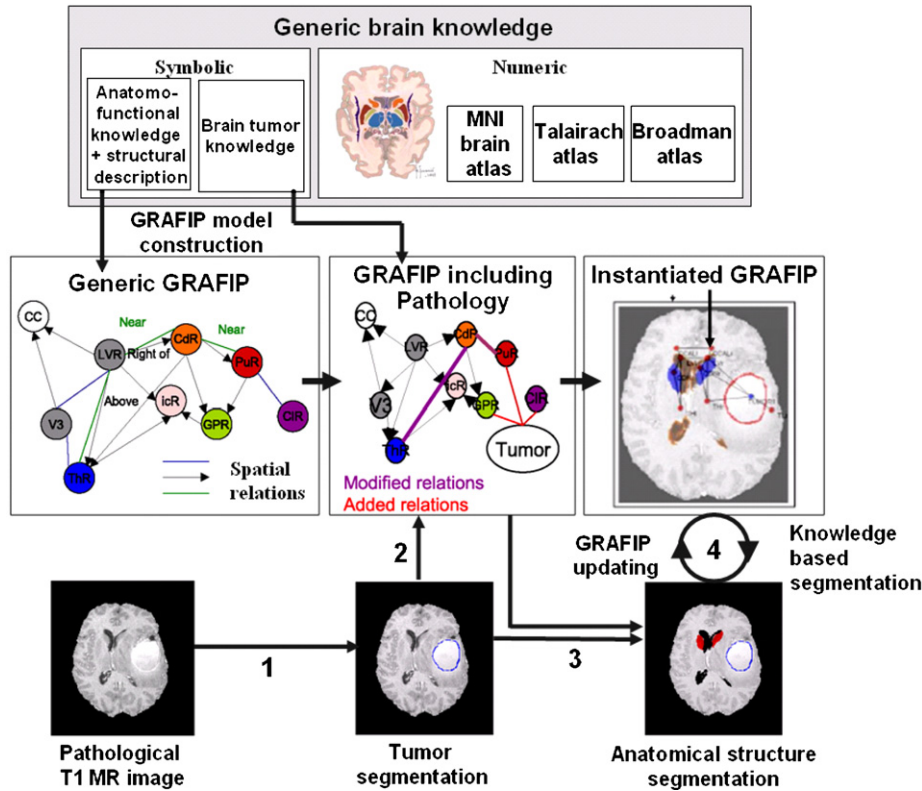 Generic brain knowledge
Symbolic
Numeric
Anatomo-
functional
knowledge
+ structural
description
Brain tumor
knowledge
MNI
brain
atlas
Talairach
atlas
Broadman
atlas
GRAFIP model
construction
Generic GRAFIP
CC
Near
Near
LVR
Right of
CdR
PuR
Above
icR
V3
GPR
ClR
ThR
Spatial
relations
GRAFIP including
Pathology
CC
LVR
CdR
PuR
icR
V3
GPR
ClR
ThR
Tumor
Modified relations
Added relations
Instantiated GRAFIP
2
GRAFIP
updating
4
Knowledge
based
segmentation
1
3
Pathological
T1 MR image
Tumor
segmentation
Anatomical structure
segmentation